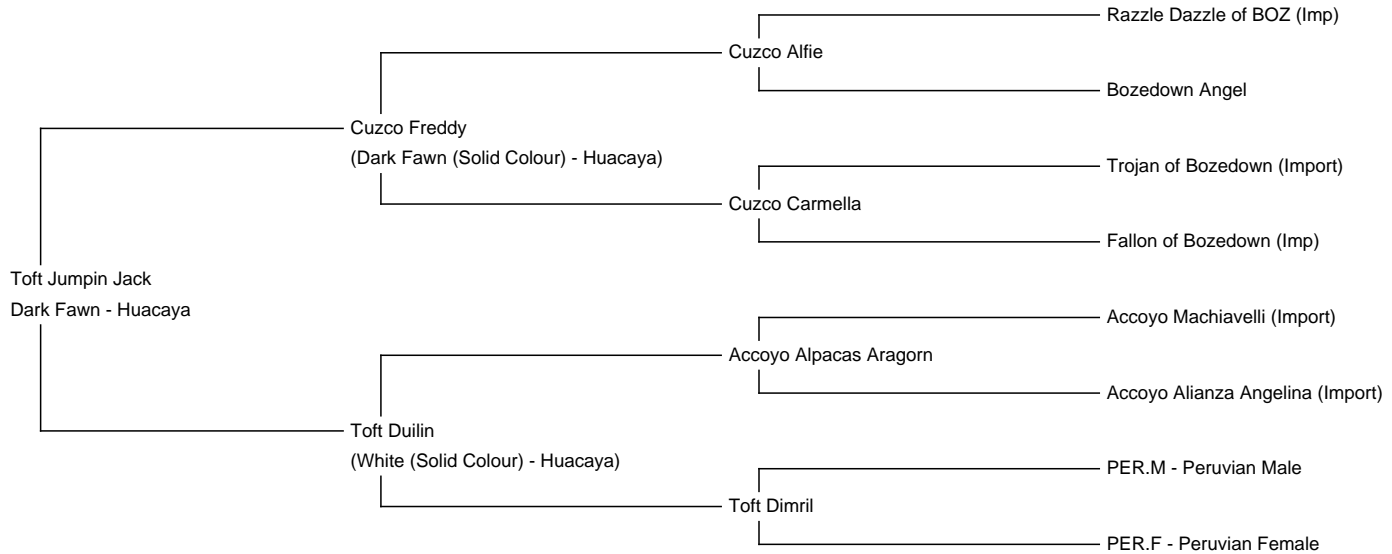 Razzle Dazzle of BOZ (Imp)
Cuzco Alfie
Bozedown Angel
Cuzco Freddy
(Dark Fawn (Solid Colour) - Huacaya)
Trojan of Bozedown (Import)
Cuzco Carmella
Fallon of Bozedown (Imp)
Toft Jumpin Jack
Dark Fawn - Huacaya
Accoyo Machiavelli (Import)
Accoyo Alpacas Aragorn
Accoyo Alianza Angelina (Import)
Toft Duilin
(White (Solid Colour) - Huacaya)
PER.M - Peruvian Male
Toft Dimril
PER.F - Peruvian Female